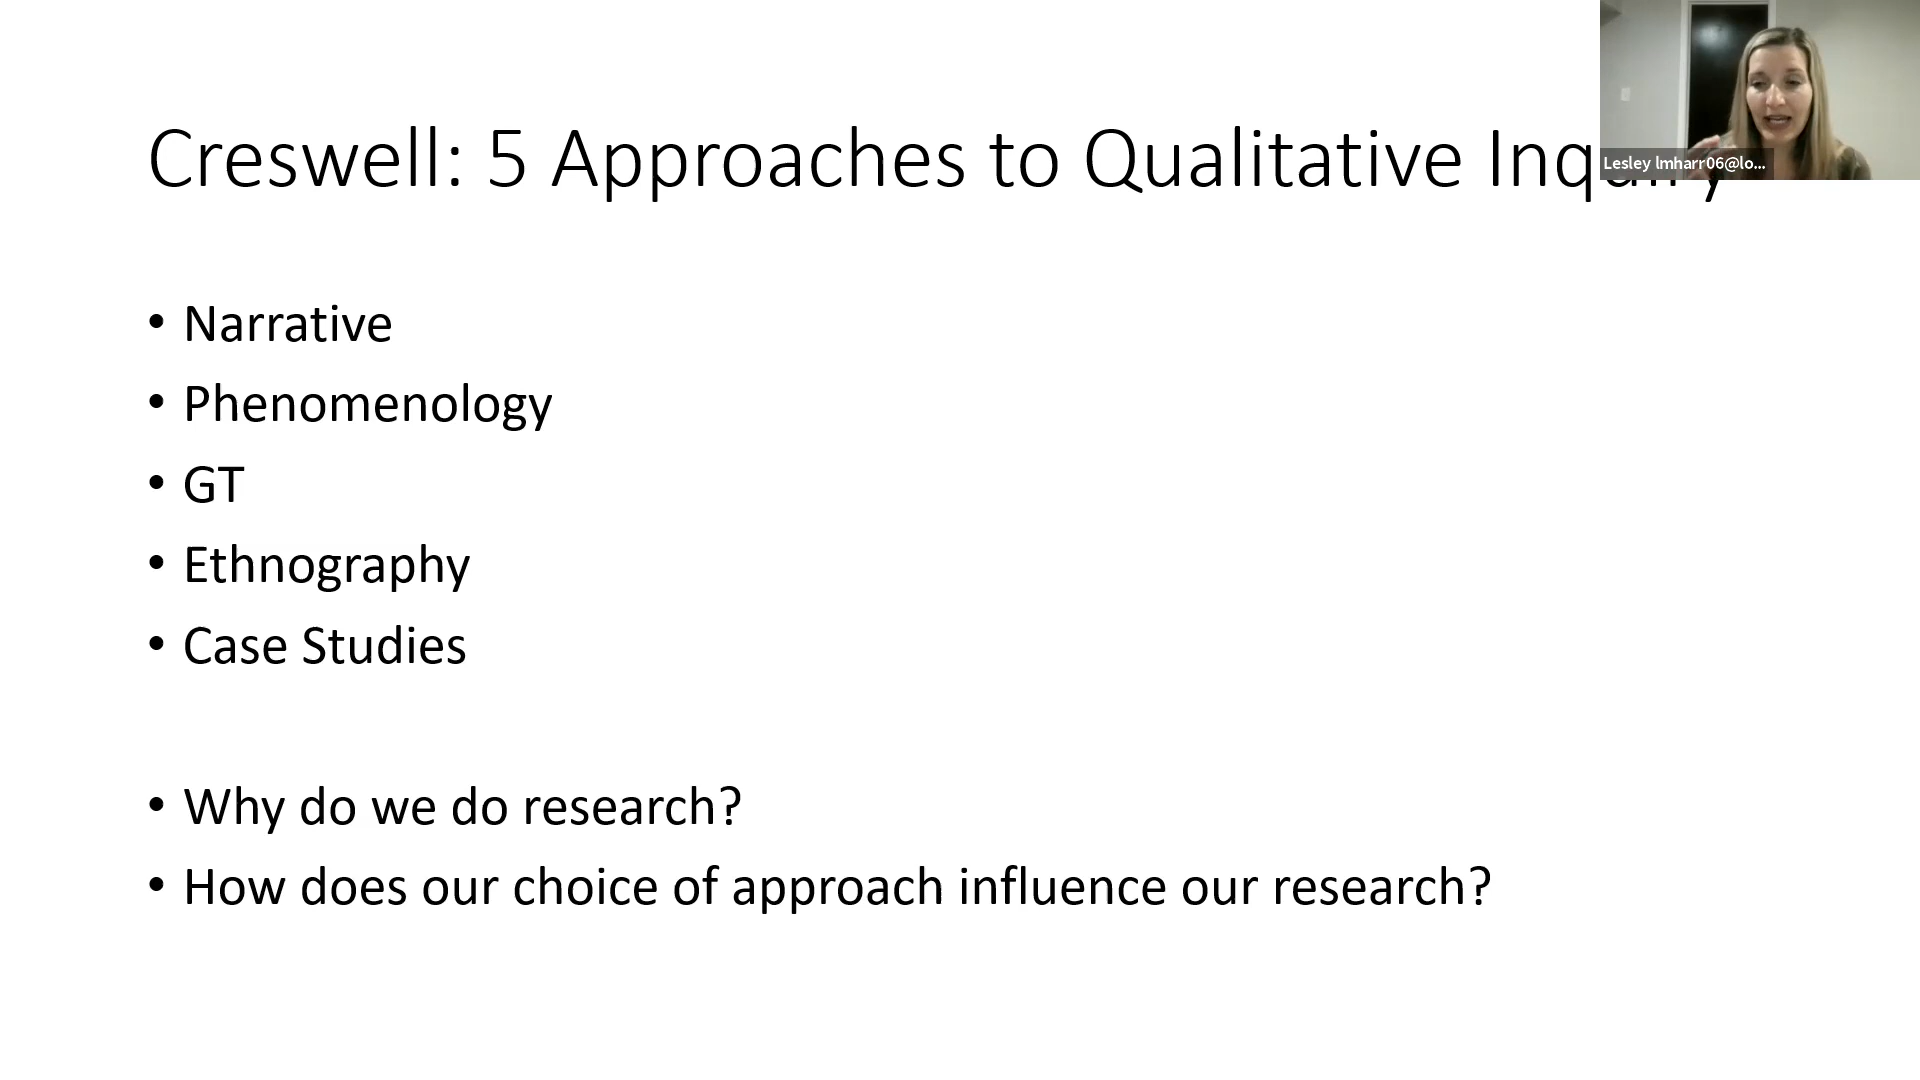 Creswell: 5 Approaches to Qualitative Inquiry
Lesley lmharr06@lo...
• Narrative
• Phenomenology
• GT
• Ethnography
• Case Studies
• Why do we do research?
• How does our choice of approach influence our research?